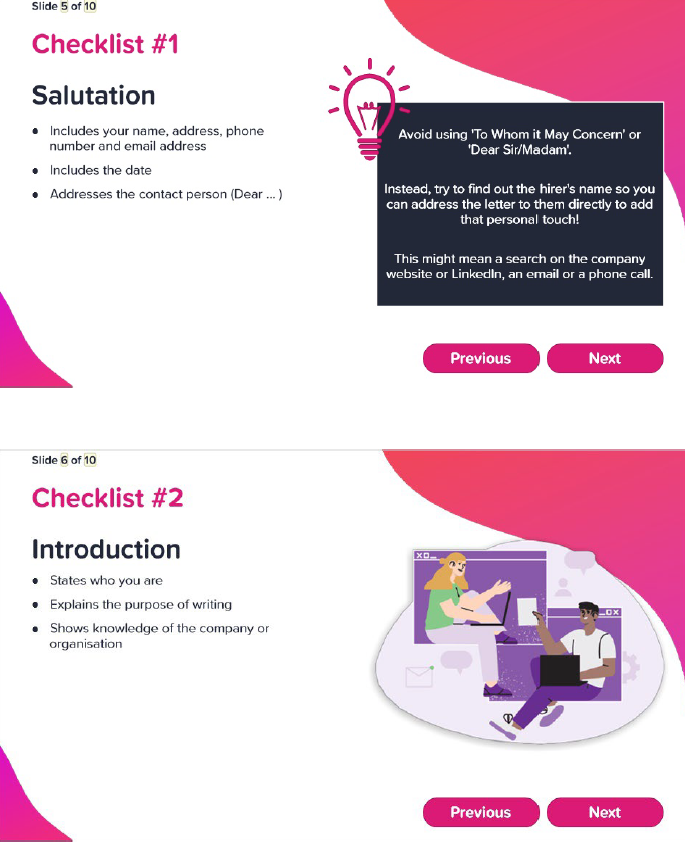 Slide 5 of 10
Checklist #1
Salutation
• Includes your name, address, phone
number and email address
• Includes the date
• Addresses the contact person (Dear ... )
Avoid using 'To Whom it May Concern' or
'Dear Sir/Madam'.
Instead, try to find out the hirer's name so you
can address the letter to them directly to add
that personal touch!
This might mean a search on the company
website or LinkedIn, an email or a phone call.
Previous
Next
Slide 6 of 10
Checklist #2
Introduction
• States who you are
• Explains the purpose of writing
• Shows knowledge of the company or
organisation
Previous
Next